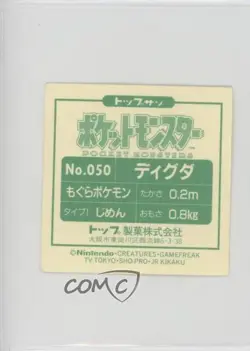 トップサン
ポケットモンスター
POCKET MONSTERS
No.050 ディグダ
もぐらポケモン たかさ 0.2m
タイプ1 じめん おもさ 0.8kg
トップ 製菓株式会社
©Nintendo・CREATURES・GAMEFREAK
TV TOKYO・SHO-PRO・JR KIKAKU
COMC